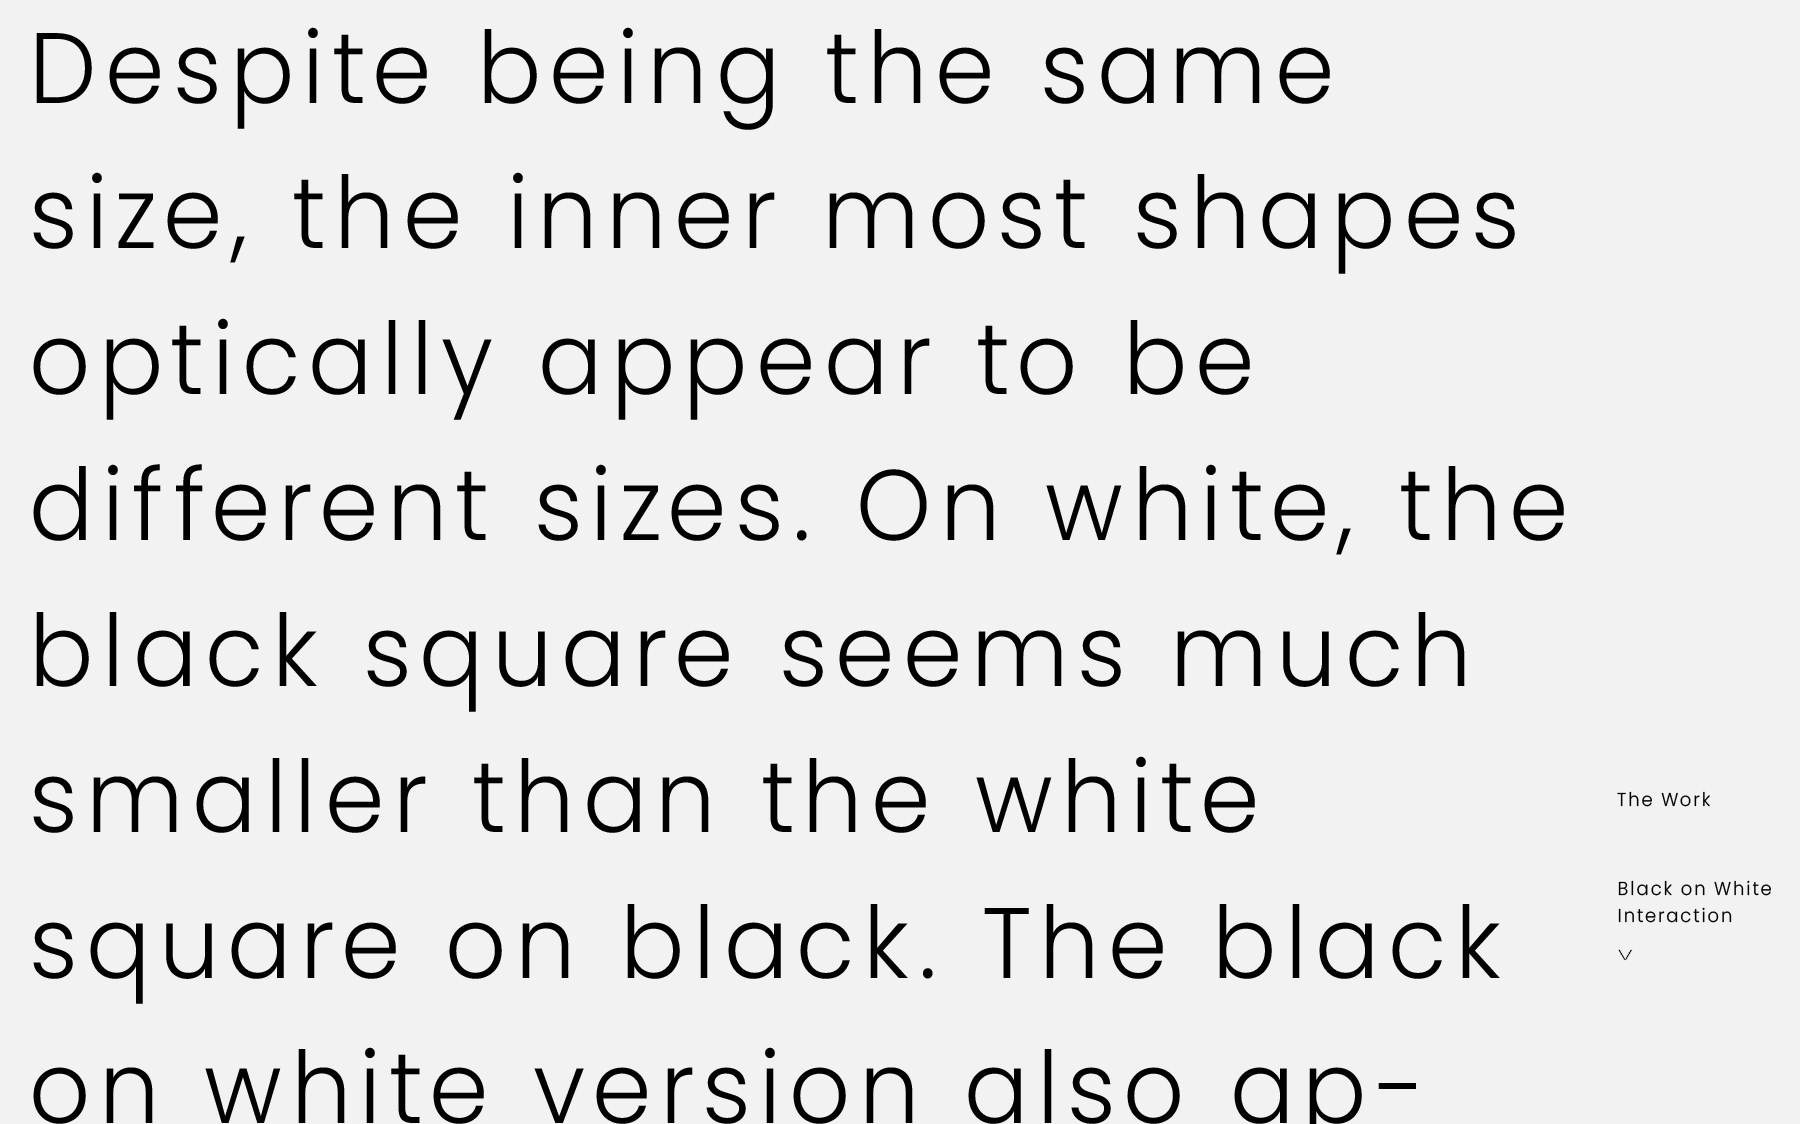 Despite being the same
size, the inner most shapes
optically appear to be
different sizes. On white, the
black square seems much
smaller than the white
square on black. The black
on white version also ap-
The Work
Black on White
Interaction